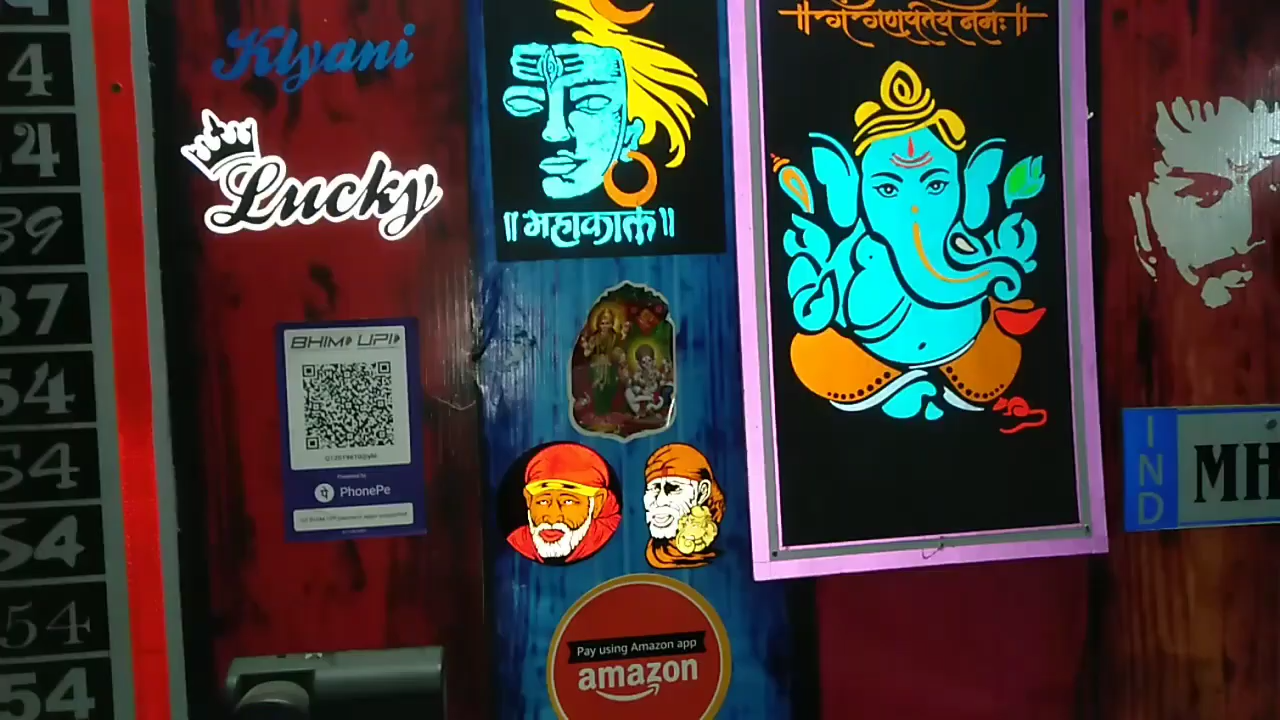 4
Klyani
Lucky
24
39
37
54
54
54
54
54
॥ महाकाल ॥
ॐ गं गणपतये नमः
BHIM UPI
Powered by
PhonePe
IND
MH
Pay using Amazon app
amazon